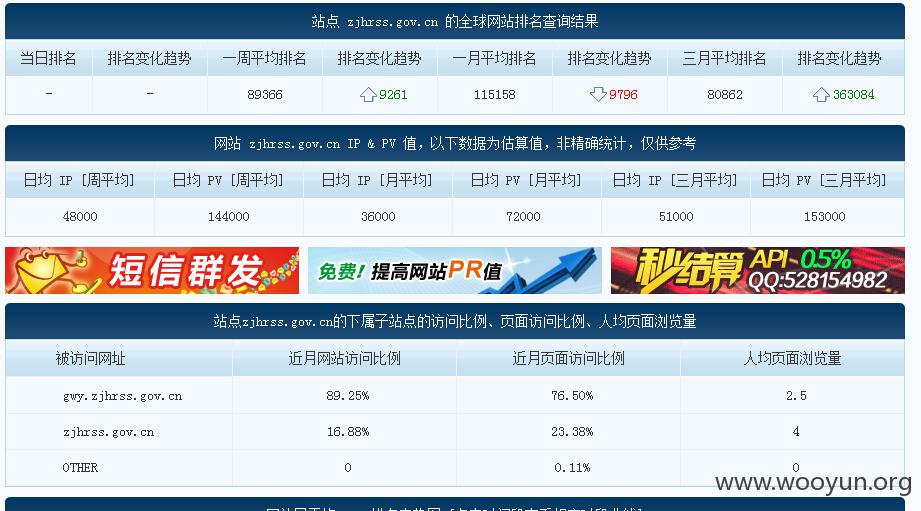 站点 zjhrss.gov.cn 的全球网站排名查询结果
当日排名 排名变化趋势 一周平均排名 排名变化趋势 一月平均排名 排名变化趋势 三月平均排名 排名变化趋势
- - 89366 9261 115158 9796 80862 363084
网站 zjhrss.gov.cn IP & PV 值，以下数据为估算值，非精确统计，仅供参考
日均 IP [周平均] 日均 PV [周平均] 日均 IP [月平均] 日均 PV [月平均] 日均 IP [三月平均] 日均 PV [三月平均]
48000 144000 36000 72000 51000 153000
短信群发
免费! 提高网站PR值
秒结算 API 0.5%
QQ:528154982
站点zjhrss.gov.cn的下属子站点的访问比例、页面访问比例、人均页面浏览量
被访问网址 近月网站访问比例 近月页面访问比例 人均页面浏览量
gwy.zjhrss.gov.cn 89.25% 76.50% 2.5
zjhrss.gov.cn 16.88% 23.38% 4
OTHER 0 0.11% 0
www.wooyun.org